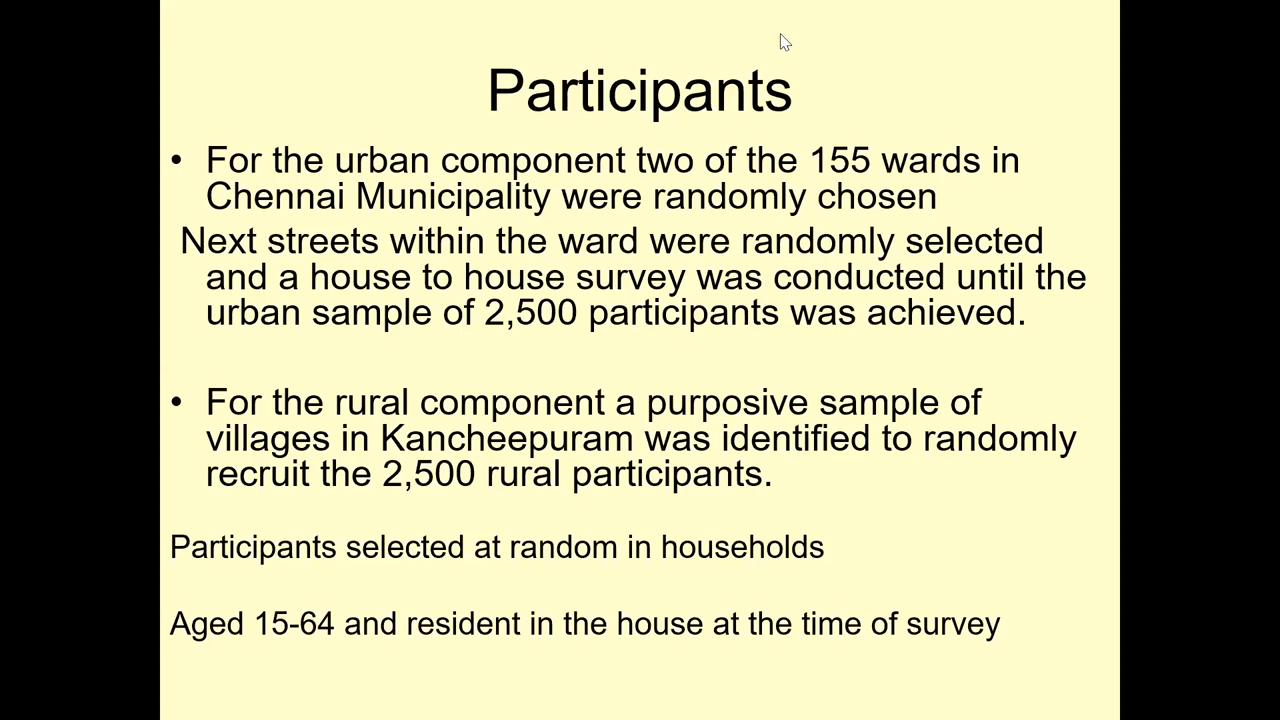 Participants
• For the urban component two of the 155 wards in
Chennai Municipality were randomly chosen
Next streets within the ward were randomly selected
and a house to house survey was conducted until the
urban sample of 2,500 participants was achieved.
• For the rural component a purposive sample of
villages in Kancheepuram was identified to randomly
recruit the 2,500 rural participants.
Participants selected at random in households
Aged 15-64 and resident in the house at the time of survey